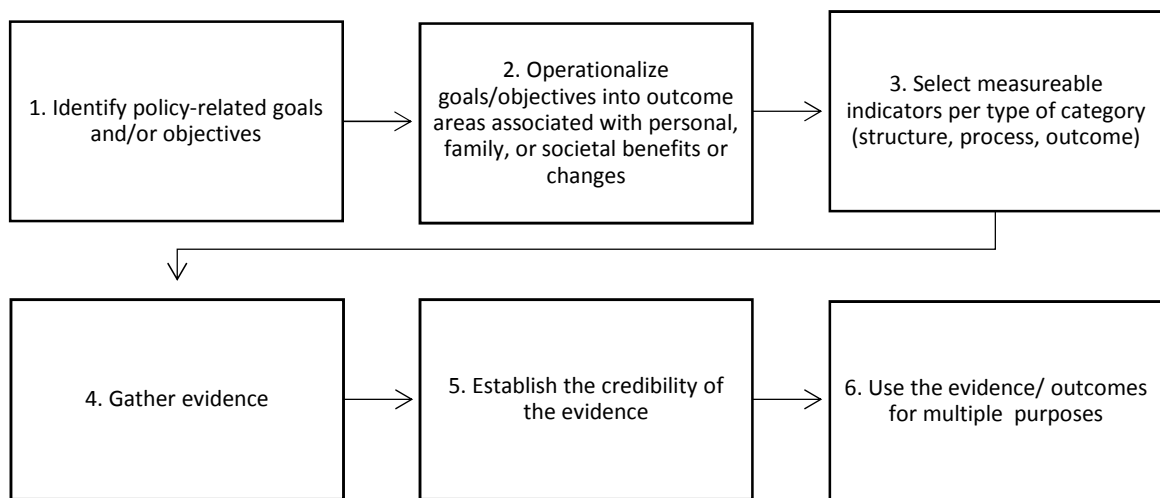 1. Identify policy-related goals
and/or objectives
2. Operationalize
goals/objectives into outcome
areas associated with personal,
family, or societal benefits or
changes
3. Select measureable
indicators per type of category
(structure, process, outcome)
4. Gather evidence
5. Establish the credibility of
the evidence
6. Use the evidence/ outcomes
for multiple purposes